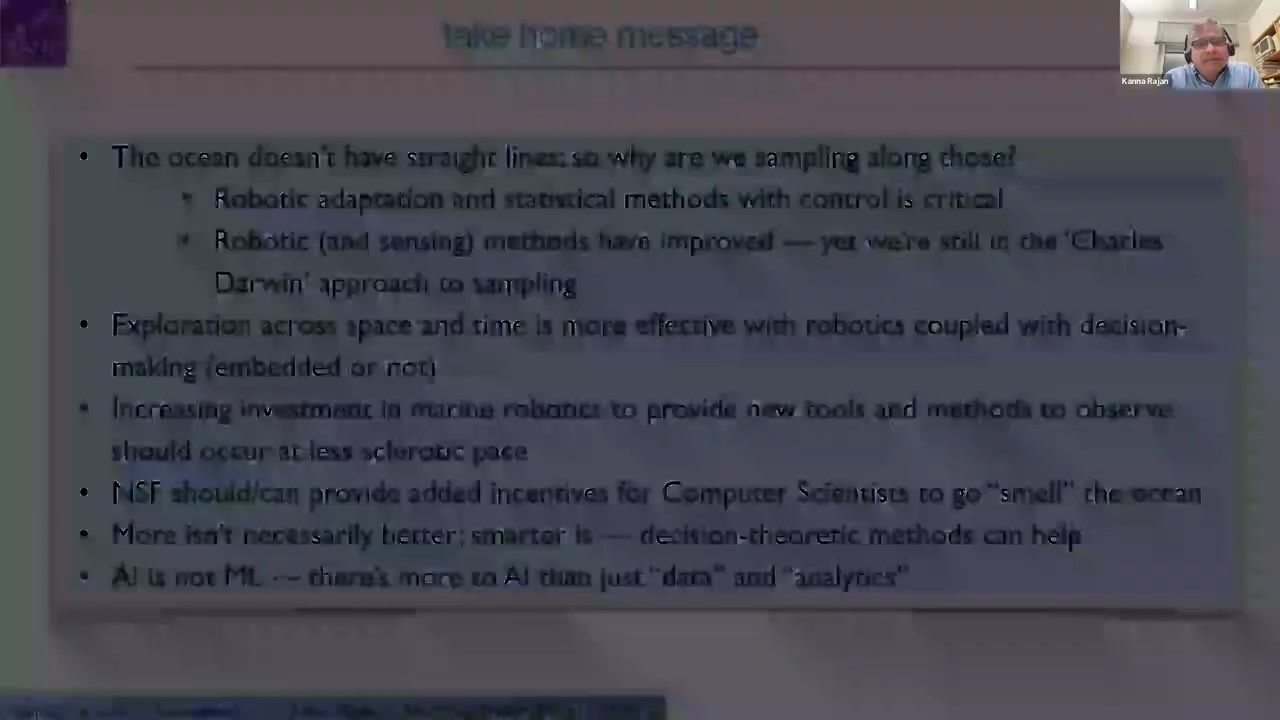 take home message
Kanna Rajan
• The ocean doesn't have straight lines; so why are we sampling along those?
• Robotic adaptation and statistical methods with control is critical
• Robotic (and sensing) methods have improved — yet we're still in the 'Charles
Darwin' approach to sampling
• Exploration across space and time is more effective with robotics coupled with decision-
making (embedded or not)
• Increasing investment in marine robotics to provide new tools and methods to observe
should occur at less sclerotic pace
• NSF should/can provide added incentives for Computer Scientists to go “smell” the ocean
• More isn't necessarily better; smarter is — decision-theoretic methods can help
• AI is not ML — there's more to AI than just “data” and “analytics”